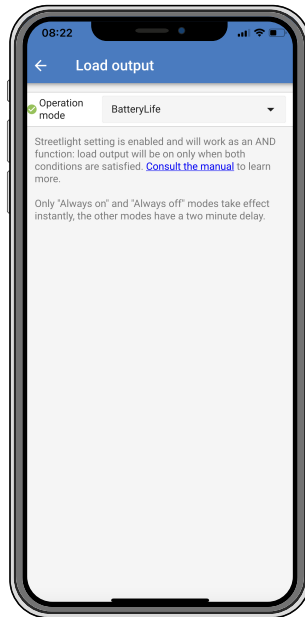 08:22
Load output
Operation
mode
BatteryLife
Streetlight setting is enabled and will work as an AND
function: load output will be on only when both
conditions are satisfied. Consult the manual to learn
more.
Only "Always on" and "Always off" modes take effect
instantly, the other modes have a two minute delay.